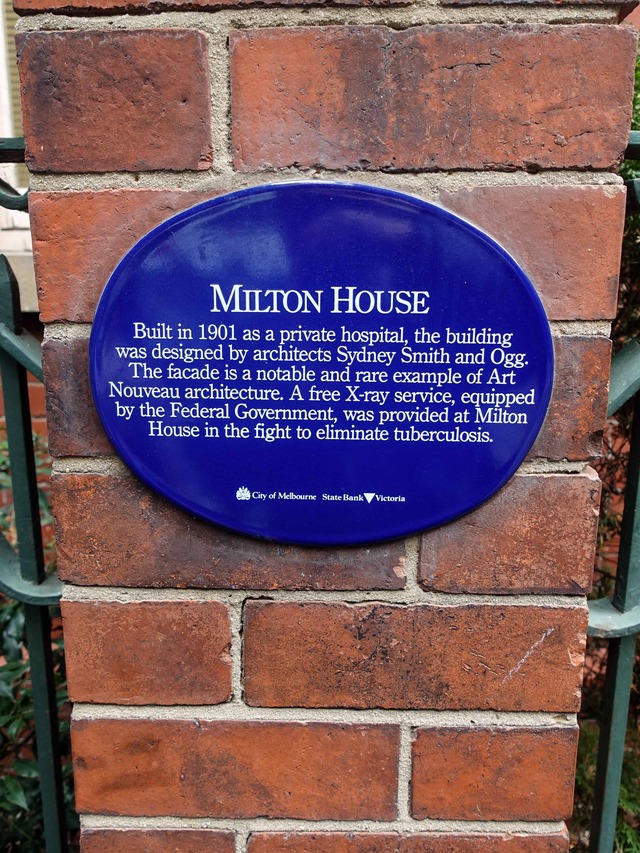 MILTON HOUSE
Built in 1901 as a private hospital, the building
was designed by architects Sydney Smith and Ogg.
The facade is a notable and rare example of Art
Nouveau architecture. A free X-ray service, equipped
by the Federal Government, was provided at Milton
House in the fight to eliminate tuberculosis.
City of Melbourne State Bank Victoria